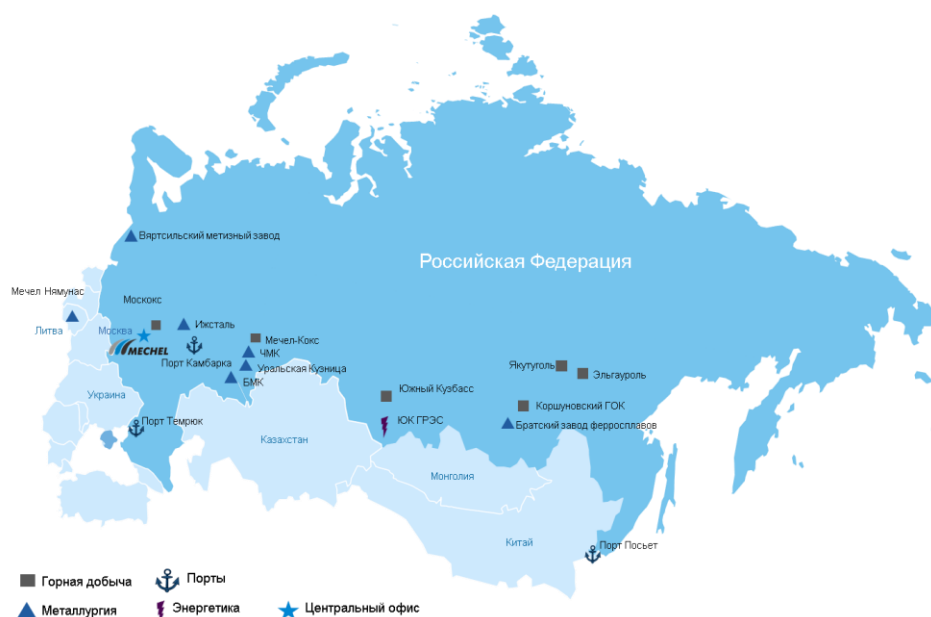 Вяртсильский метизный завод
Российская Федерация
Мечел Нямунас
Москокс
Литва
Москва
Ижсталь
MECHEL
Порт Камбарка
Мечел-Кокс
ЧМК
Уральская Кузница
БМК
Якутуголь
Эльгауроль
Украина
Южный Кузбасс
Коршуновский ГОК
Порт Темрюк
ЮК ГРЭС
Братский завод ферросплавов
Казахстан
Монголия
Китай
Порт Посьет
Горная добыча
Порты
Металлургия
Энергетика
Центральный офис